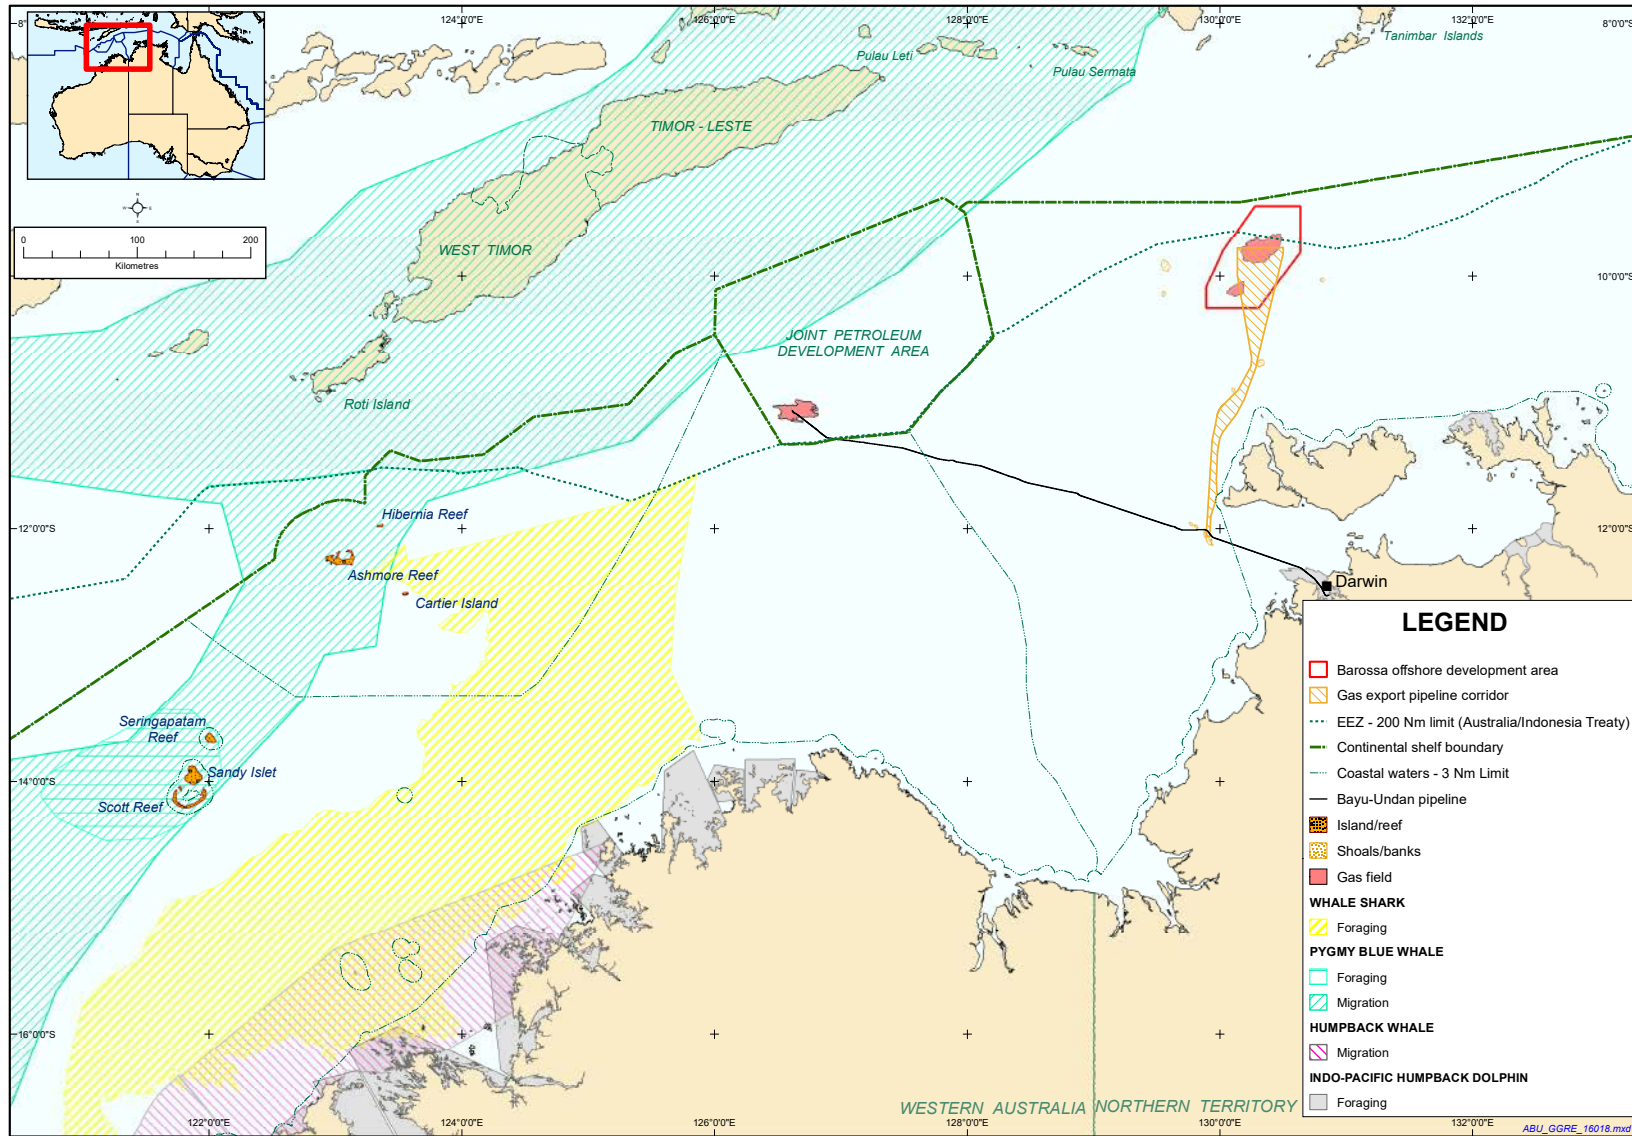 8°
124°0'0"E
126°0'0"E
128°0'0"E
130°0'0"E
132°0'0"E
8°0'0"S
Tanimbar Islands
Pulau Leti
Pulau Sermata
TIMOR - LESTE
N
W E
S
0 100 200
Kilometres
WEST TIMOR
10°0'0"S
JOINT PETROLEUM
DEVELOPMENT AREA
Roti Island
Hibernia Reef
12°0'0"S
12°0'0"S
Ashmore Reef
Cartier Island
Darwin
Seringapatam
Reef
Sandy Islet
14°0'0"S
Scott Reef
16°0'0"S
WESTERN AUSTRALIA
NORTHERN TERRITORY
122°0'0"E
124°0'0"E
126°0'0"E
128°0'0"E
130°0'0"E
132°0'0"E
LEGEND
Barossa offshore development area
Gas export pipeline corridor
EEZ - 200 Nm limit (Australia/Indonesia Treaty)
Continental shelf boundary
Coastal waters - 3 Nm Limit
Bayu-Undan pipeline
Island/reef
Shoals/banks
Gas field
WHALE SHARK
Foraging
PYGMY BLUE WHALE
Foraging
Migration
HUMPBACK WHALE
Migration
INDO-PACIFIC HUMPBACK DOLPHIN
Foraging
ABU_GGRE_16018.mxd